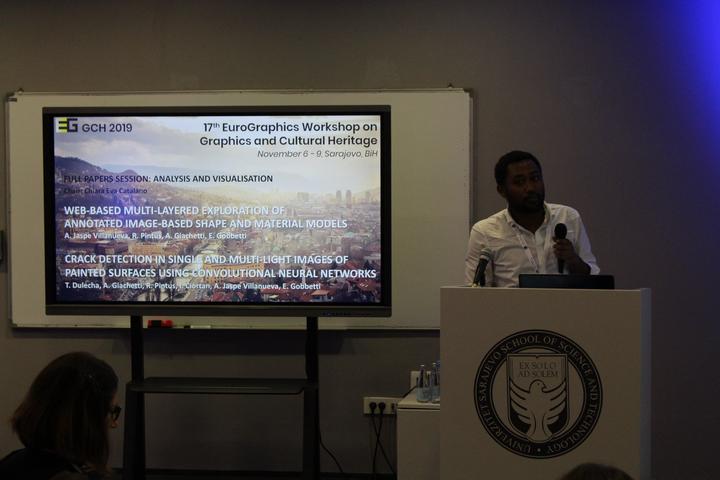 EG GCH 2019
17th EuroGraphics Workshop on
Graphics and Cultural Heritage
November 6 - 9, Sarajevo, BiH
FULL PAPERS SESSION: ANALYSIS AND VISUALISATION
Chair: Chiara Eva Catalano
WEB-BASED MULTI-LAYERED EXPLORATION OF
ANNOTATED IMAGE-BASED SHAPE AND MATERIAL MODELS
A. Jaspe Villanueva, R. Pintus, A. Giachetti, E. Gobbetti
CRACK DETECTION IN SINGLE AND MULTI-LIGHT IMAGES OF
PAINTED SURFACES USING CONVOLUTIONAL NEURAL NETWORKS
T. Dulecha, A. Giachetti, R. Pintus, I. Ciortan, A. Jaspe Villanueva, E. Gobbetti
SARAJEVO SCHOOL OF SCIENCE AND TECHNOLOGY
EX SOLO
AD SOLEM
UNIVERZITET